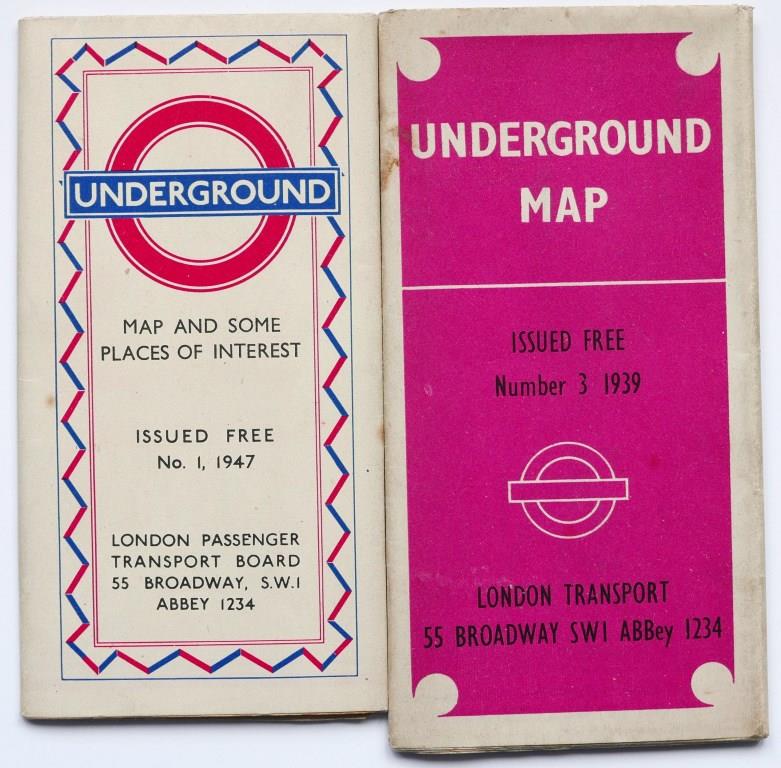 UNDERGROUND
MAP AND SOME
PLACES OF INTEREST
ISSUED FREE
No. 1, 1947
LONDON PASSENGER
TRANSPORT BOARD
55 BROADWAY, S.W.1
ABBEY 1234
UNDERGROUND
MAP
ISSUED FREE
Number 3 1939
LONDON TRANSPORT
55 BROADWAY SW1 ABBey 1234